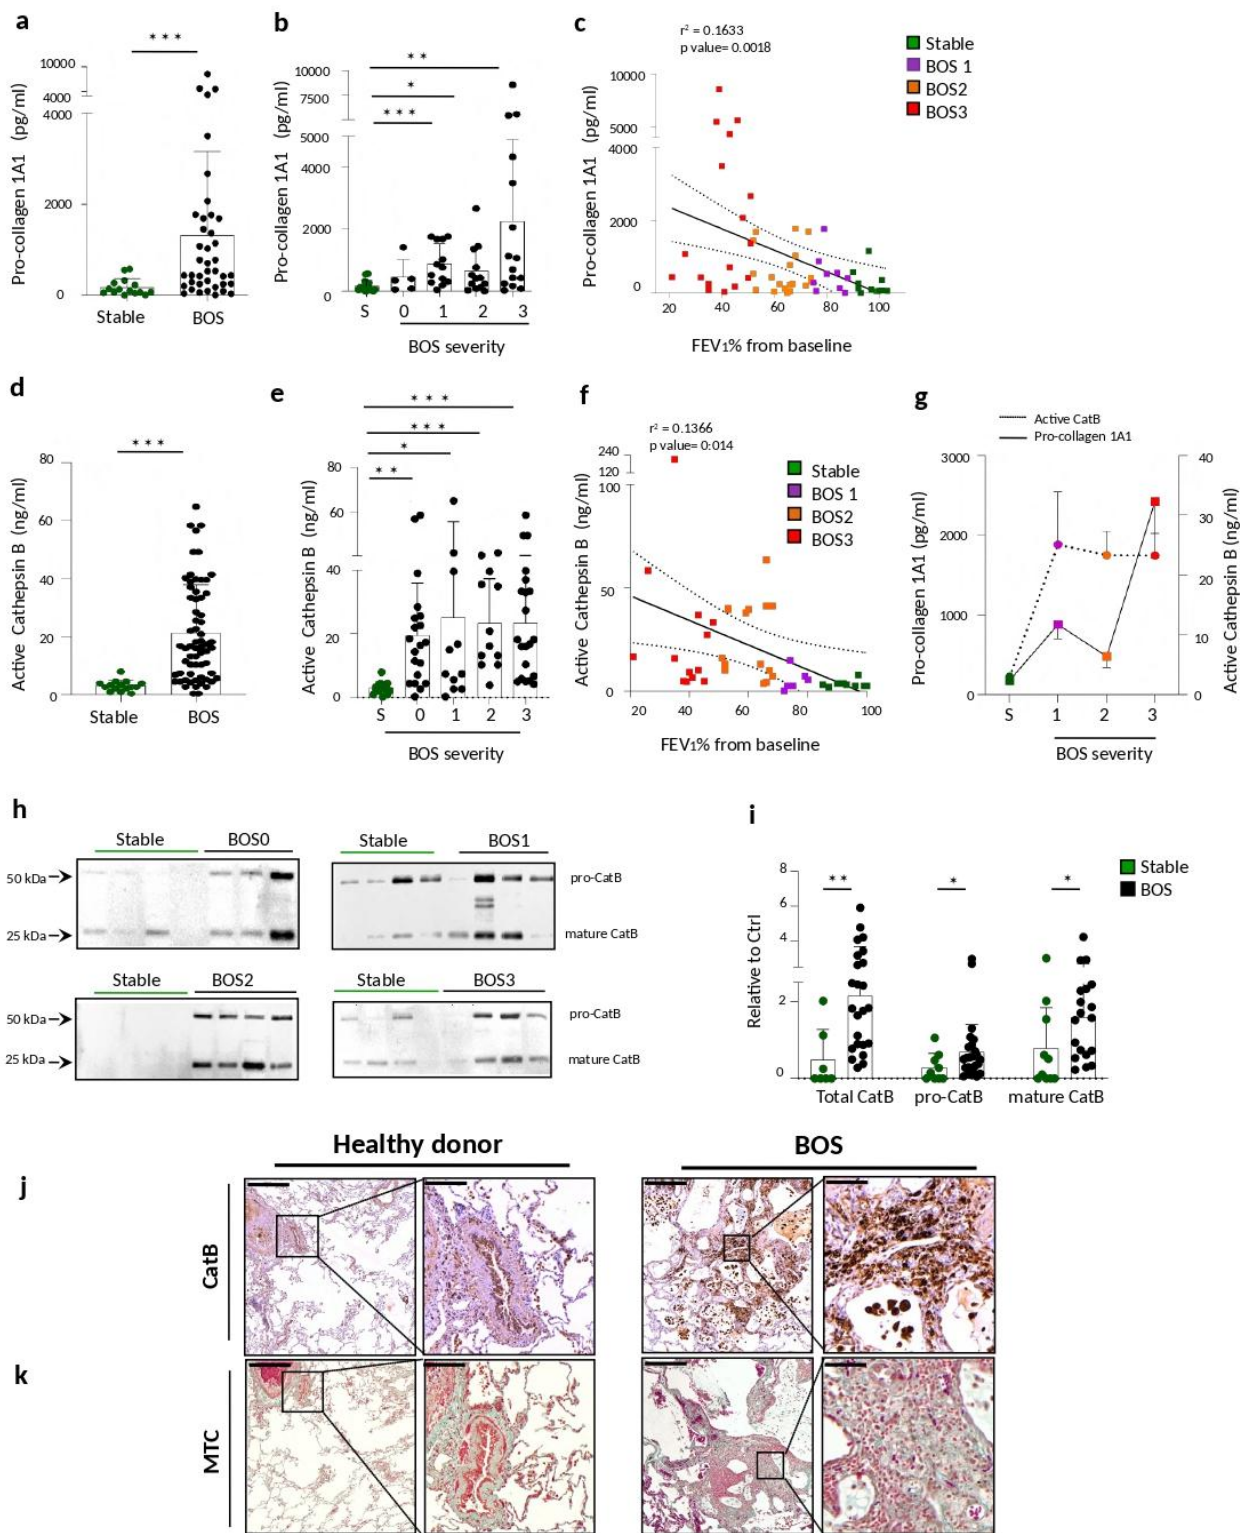 a
***
10000
4000
4000
2000
0
Pro-collagen 1A1 (pg/ml)
Stable BOS
b
**
*
***
10000
7500
5000
4000
2000
0
Pro-collagen 1A1 (pg/ml)
S 0 1 2 3
BOS severity
c
r² = 0.1633
p value= 0.0018
Stable
BOS 1
BOS2
BOS3
10000
5000
4000
2000
0
Pro-collagen 1A1 (pg/ml)
20 40 60 80 100
FEV1% from baseline
d
***
80
60
40
20
0
Active Cathepsin B (ng/ml)
Stable BOS
e
***
***
*
**
80
60
40
20
0
Active Cathepsin B (ng/ml)
S 0 1 2 3
BOS severity
f
r² = 0.1366
p value= 0:014
Stable
BOS 1
BOS2
BOS3
240
120
100
50
0
Active Cathepsin B (ng/ml)
20 40 60 80 100
FEV1% from baseline
g
Active CatB
Pro-collagen 1A1
3000
2000
1000
0
Pro-collagen 1A1 (pg/ml)
40
30
20
10
0
Active Cathepsin B (ng/ml)
S 1 2 3
BOS severity
h
Stable BOS0
50 kDa
25 kDa
Stable BOS1
pro-CatB
mature CatB
Stable BOS2
50 kDa
25 kDa
Stable BOS3
pro-CatB
mature CatB
i
Stable
BOS
** * *
8
6
4
2
0
Relative to Ctrl
Total CatB pro-CatB mature CatB
Healthy donor BOS
j
CatB
k
MTC